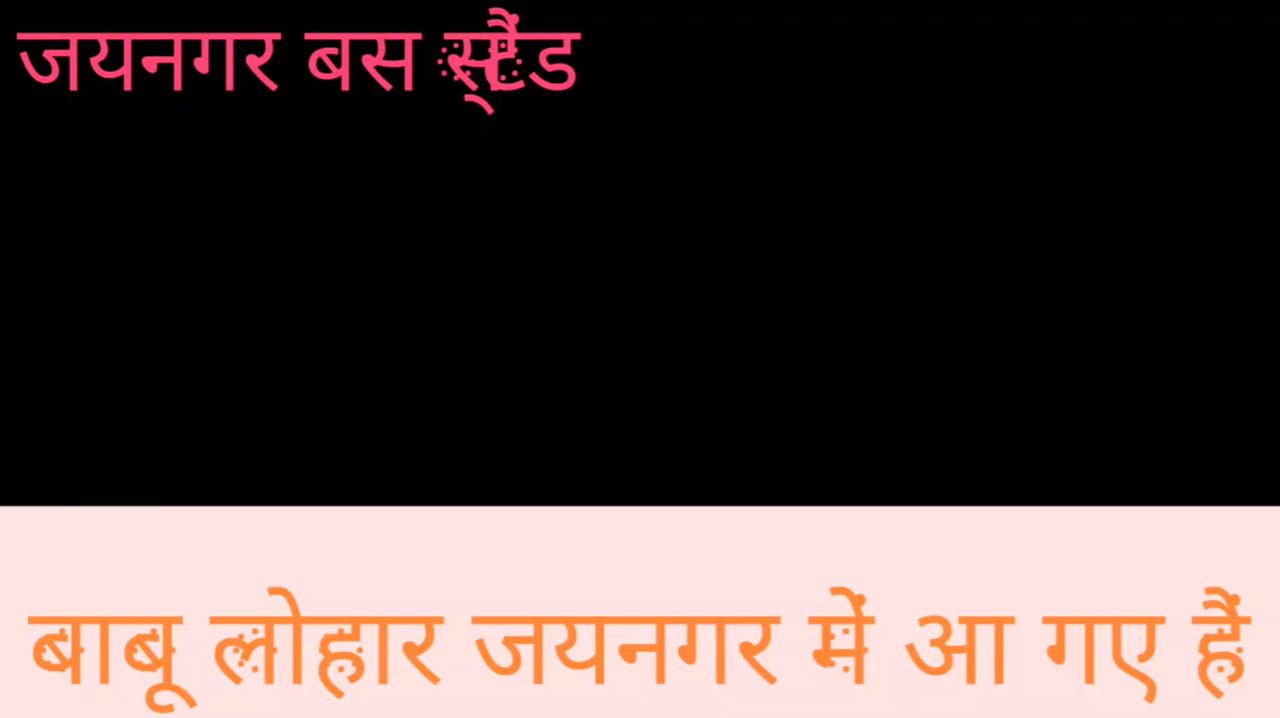 जयनगर बस स्टैंड
बाबू लोहार जयनगर में आ गए हैं